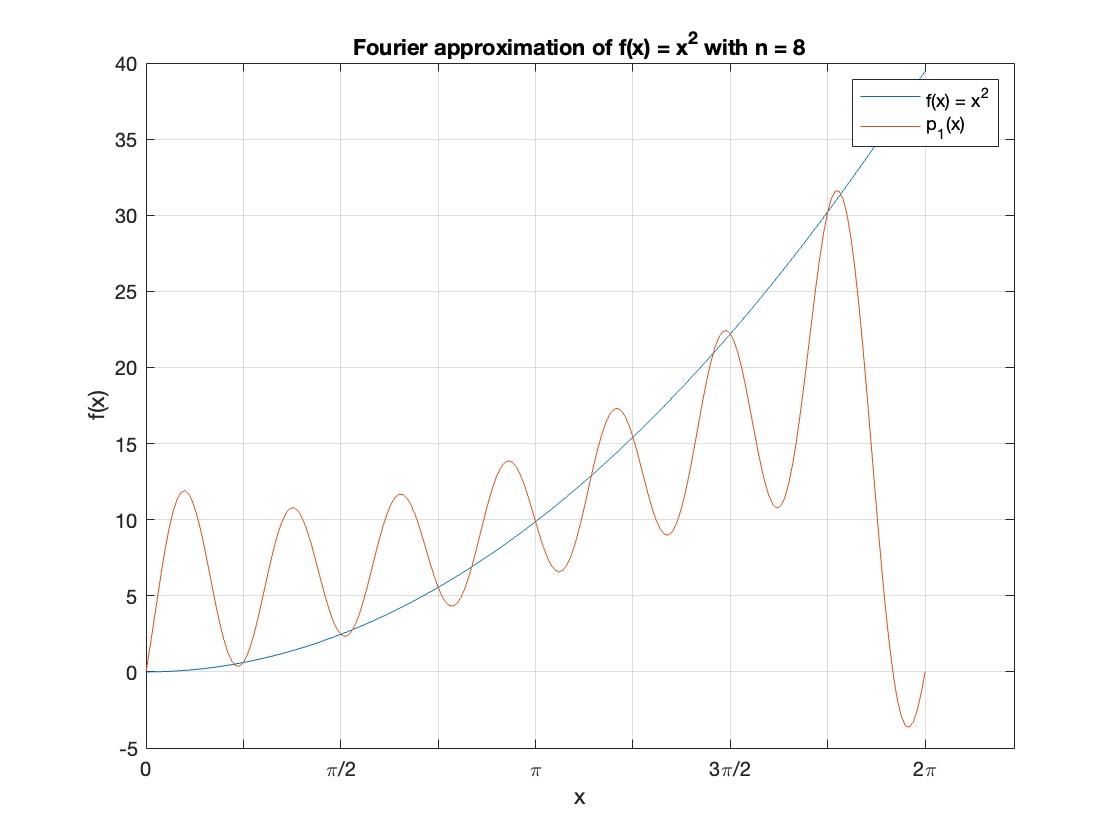 Fourier approximation of f(x) = x² with n = 8
f(x) = x²
p₁(x)
40
35
30
25
20
15
10
5
0
-5
f(x)
0 π/2 π 3π/2 2π
x